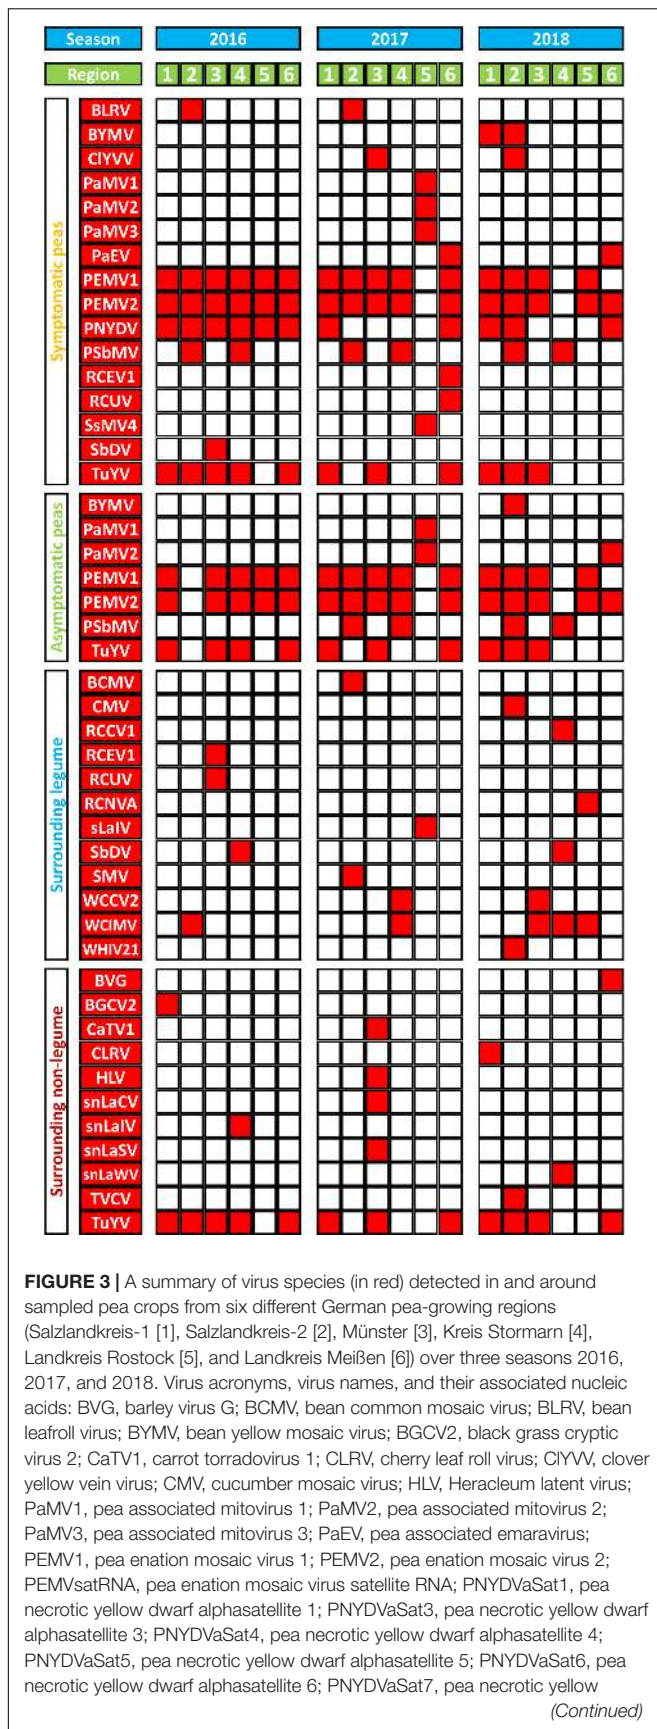 Season 2016 2017 2018
Region 1 2 3 4 5 6 1 2 3 4 5 6 1 2 3 4 5 6
Symptomatic peas
BLRV
BYMV
ClYVV
PaMV1
PaMV2
PaMV3
PaEV
PEMV1
PEMV2
PNYDV
PSbMV
RCEV1
RCUV
SsMV4
SbDV
TuYV
Asymptomatic peas
BYMV
PaMV1
PaMV2
PEMV1
PEMV2
PSbMV
TuYV
Surrounding legume
BCMV
CMV
RCCV1
RCEV1
RCUV
RCNVA
sLaIV
SbDV
SMV
WCCV2
WClMV
WHIV21
Surrounding non-legume
BVG
BGCV2
CaTV1
CLRV
HLV
snLaCV
snLaIV
snLaSV
snLaWV
TVCV
TuYV
FIGURE 3 | A summary of virus species (in red) detected in and around
sampled pea crops from six different German pea-growing regions
(Salzlandkreis-1 [1], Salzlandkreis-2 [2], Münster [3], Kreis Stormarn [4],
Landkreis Rostock [5], and Landkreis Meißen [6]) over three seasons 2016,
2017, and 2018. Virus acronyms, virus names, and their associated nucleic
acids: BVG, barley virus G; BCMV, bean common mosaic virus; BLRV, bean
leafroll virus; BYMV, bean yellow mosaic virus; BGCV2, black grass cryptic
virus 2; CaTV1, carrot torradovirus 1; CLRV, cherry leaf roll virus; ClYVV, clover
yellow vein virus; CMV, cucumber mosaic virus; HLV, Heracleum latent virus;
PaMV1, pea associated mitovirus 1; PaMV2, pea associated mitovirus 2;
PaMV3, pea associated mitovirus 3; PaEV, pea associated emaravirus;
PEMV1, pea enation mosaic virus 1; PEMV2, pea enation mosaic virus 2;
PEMVsatRNA, pea enation mosaic virus satellite RNA; PNYDVaSat1, pea
necrotic yellow dwarf alphasatellite 1; PNYDVaSat3, pea necrotic yellow dwarf
alphasatellite 3; PNYDVaSat4, pea necrotic yellow dwarf alphasatellite 4;
PNYDVaSat5, pea necrotic yellow dwarf alphasatellite 5; PNYDVaSat6, pea
necrotic yellow dwarf alphasatellite 6; PNYDVaSat7, pea necrotic yellow
(Continued)